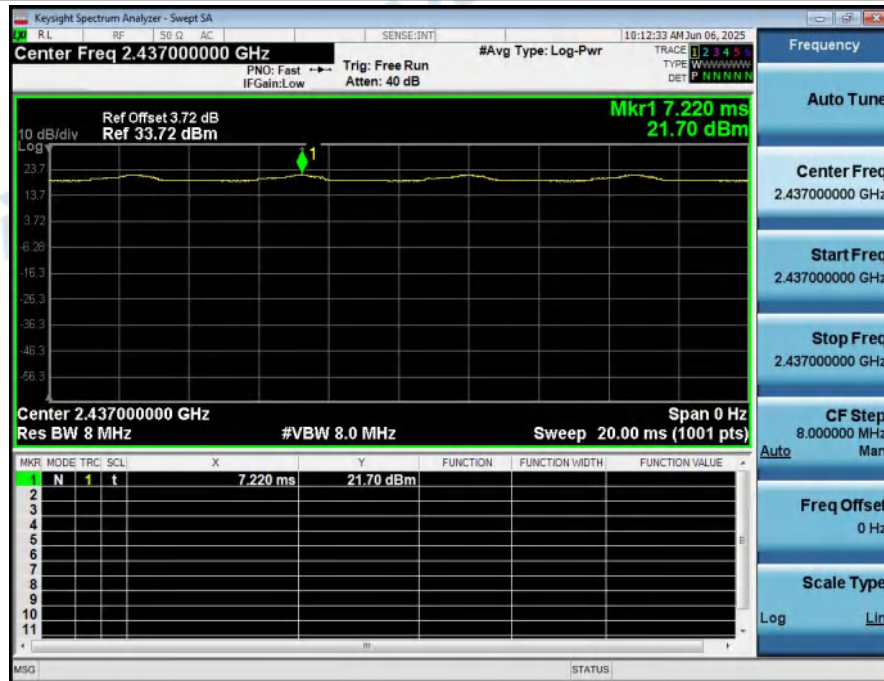 Keysight Spectrum Analyzer - Swept SA
LXI RL RF 50 Ω AC SENSE:INT 10:12:33 AM Jun 06, 2025
Center Freq 2.437000000 GHz
PNO: Fast
IFGain:Low
Trig: Free Run
Atten: 40 dB
#Avg Type: Log-Pwr
TRACE 1 2 3 4 5 6
TYPE WWWWWW
DET P N N N N N
Mkr1 7.220 ms
21.70 dBm
Ref Offset 3.72 dB
10 dB/div Ref 33.72 dBm
Log
1
23.7
13.7
3.72
-6.28
-16.3
-26.3
-36.3
-46.3
-56.3
Center 2.437000000 GHz Span 0 Hz
Res BW 8 MHz #VBW 8.0 MHz Sweep 20.00 ms (1001 pts)
MKR MODE TRC SCL X Y FUNCTION FUNCTION WIDTH FUNCTION VALUE
1 N 1 t 7.220 ms 21.70 dBm
2
3
4
5
6
7
8
9
10
11
MSG STATUS
Frequency
Auto Tune
Center Freq
2.437000000 GHz
Start Freq
2.437000000 GHz
Stop Freq
2.437000000 GHz
CF Step
8.000000 MHz
Auto Man
Freq Offset
0 Hz
Scale Type
Log Lin